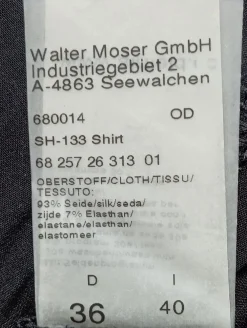 Walter Moser GmbH
Industriegebiet 2
A-4863 Seewalchen
680014 OD
SH-133 Shirt
68 257 26 313 01
OBERSTOFF/CLOTH/TISSU/
TESSUTO:
93% Seide/silk/seda/
zijde 7% Elasthan/
elastane/elasthan/
elastomeer
D I
36 40